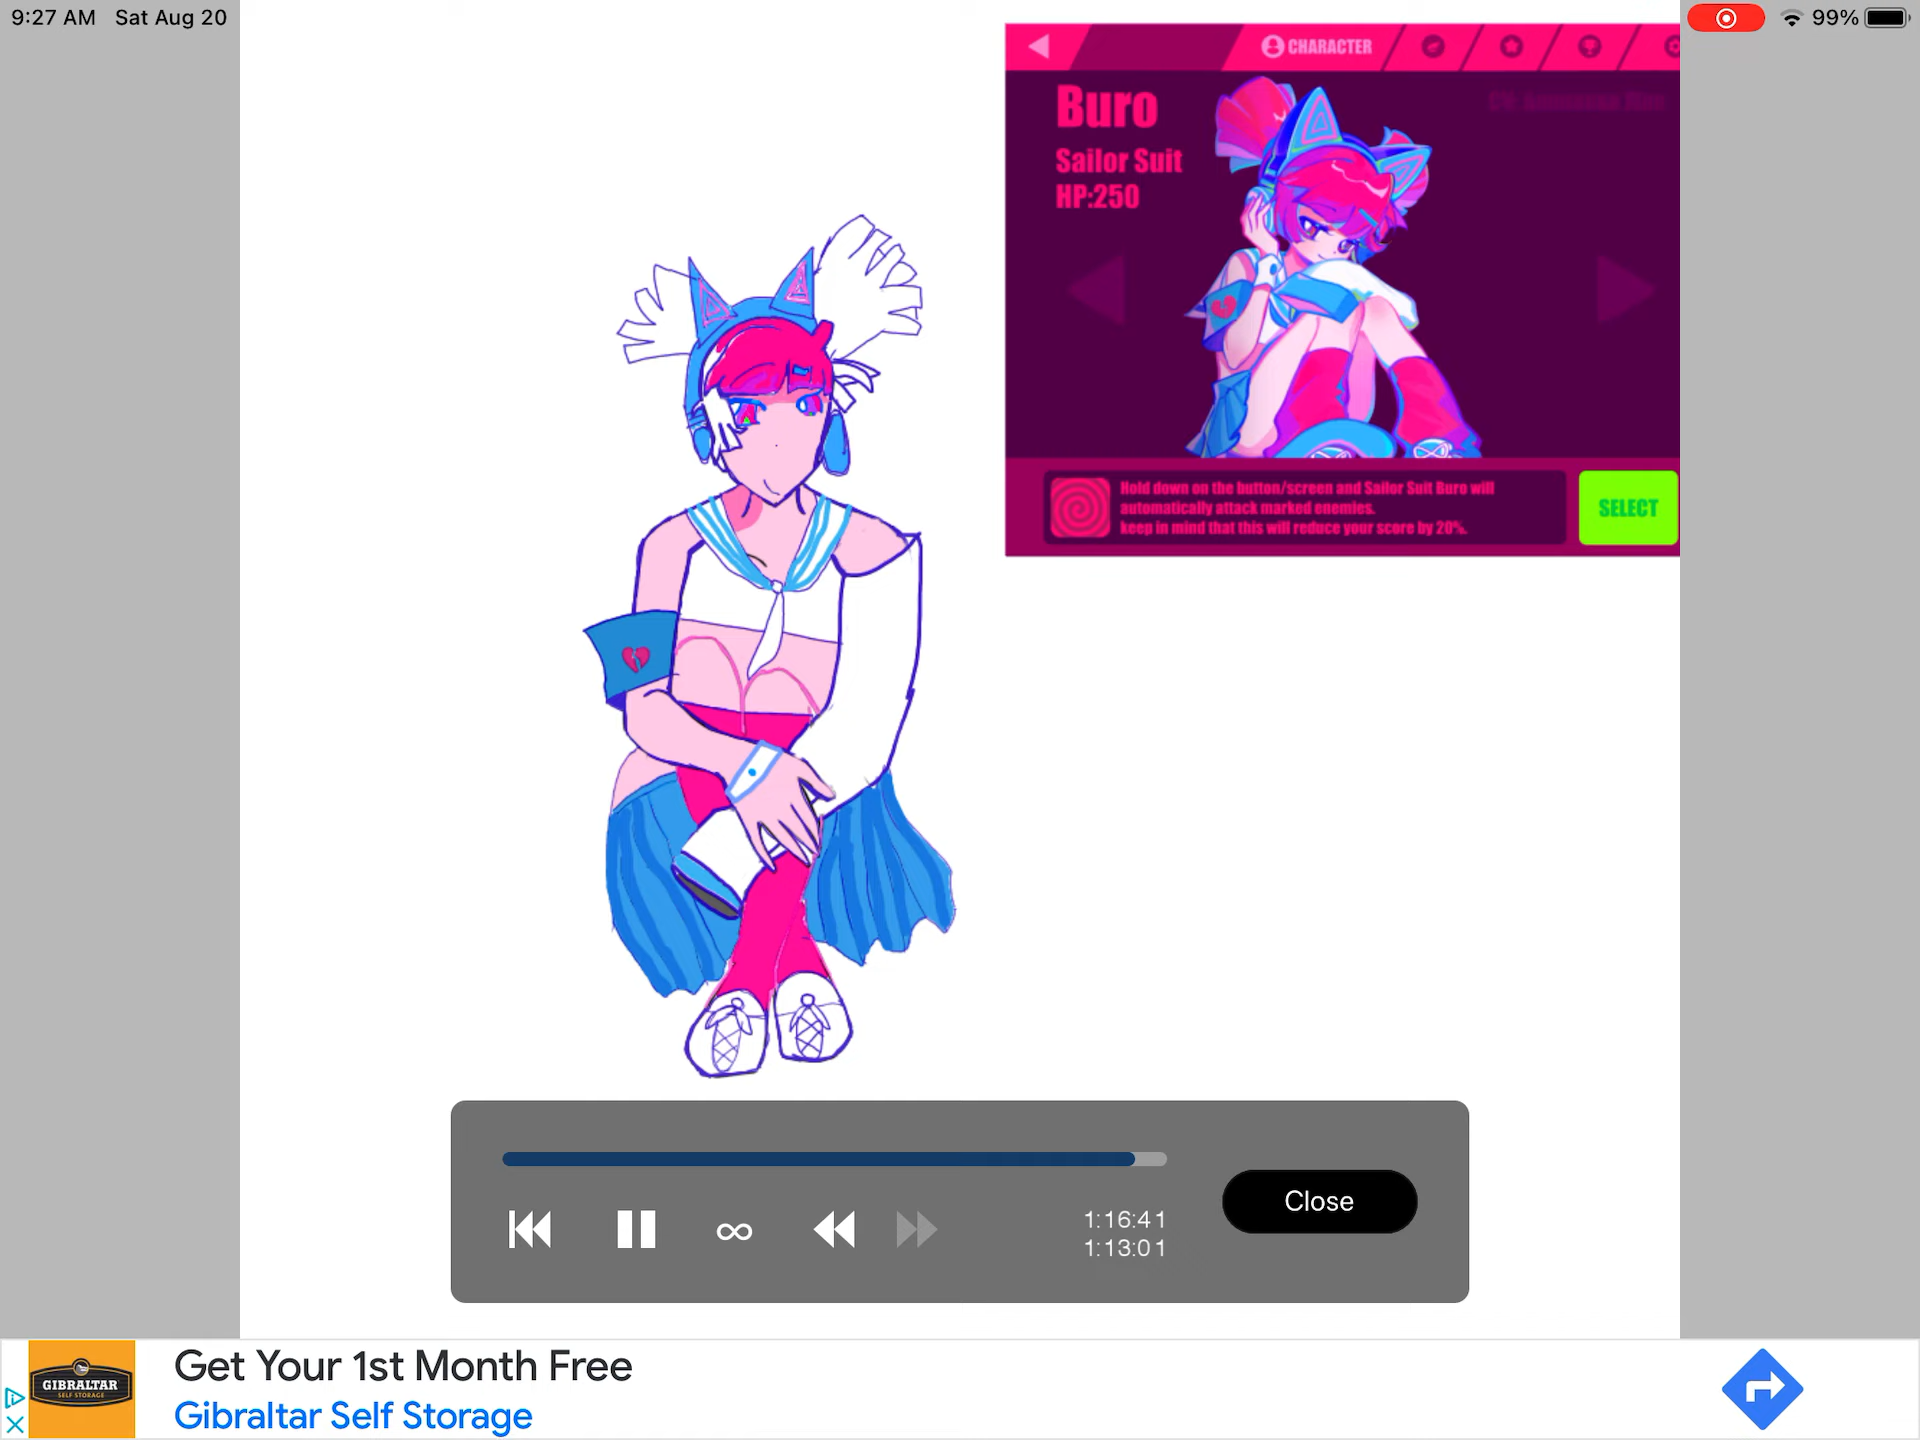 9:27 AM Sat Aug 20
99%
CHARACTER
Buro
Sailor Suit
HP:250
Hold down on the button/screen and Sailor Suit Buro will
automatically attack marked enemies.
keep in mind that this will reduce your score by 20%.
SELECT
1:16:41
1:13:01
Close
GIBRALTAR
SELF STORAGE
Get Your 1st Month Free
Gibraltar Self Storage